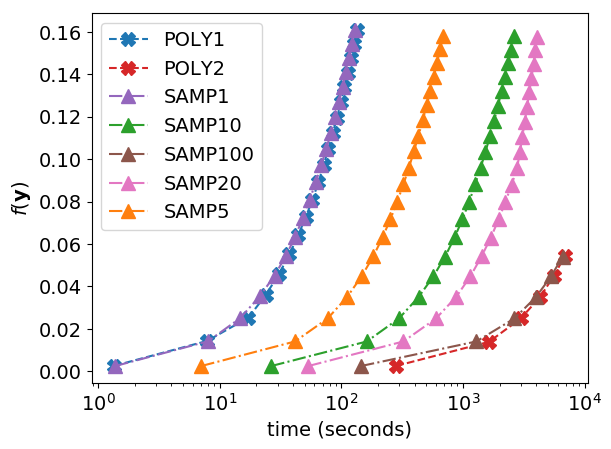 0.16
0.14
0.12
0.10
0.08
0.06
0.04
0.02
0.00
f(y)
POLY1
POLY2
SAMP1
SAMP10
SAMP100
SAMP20
SAMP5
10⁰ 10¹ 10² 10³ 10⁴
time (seconds)